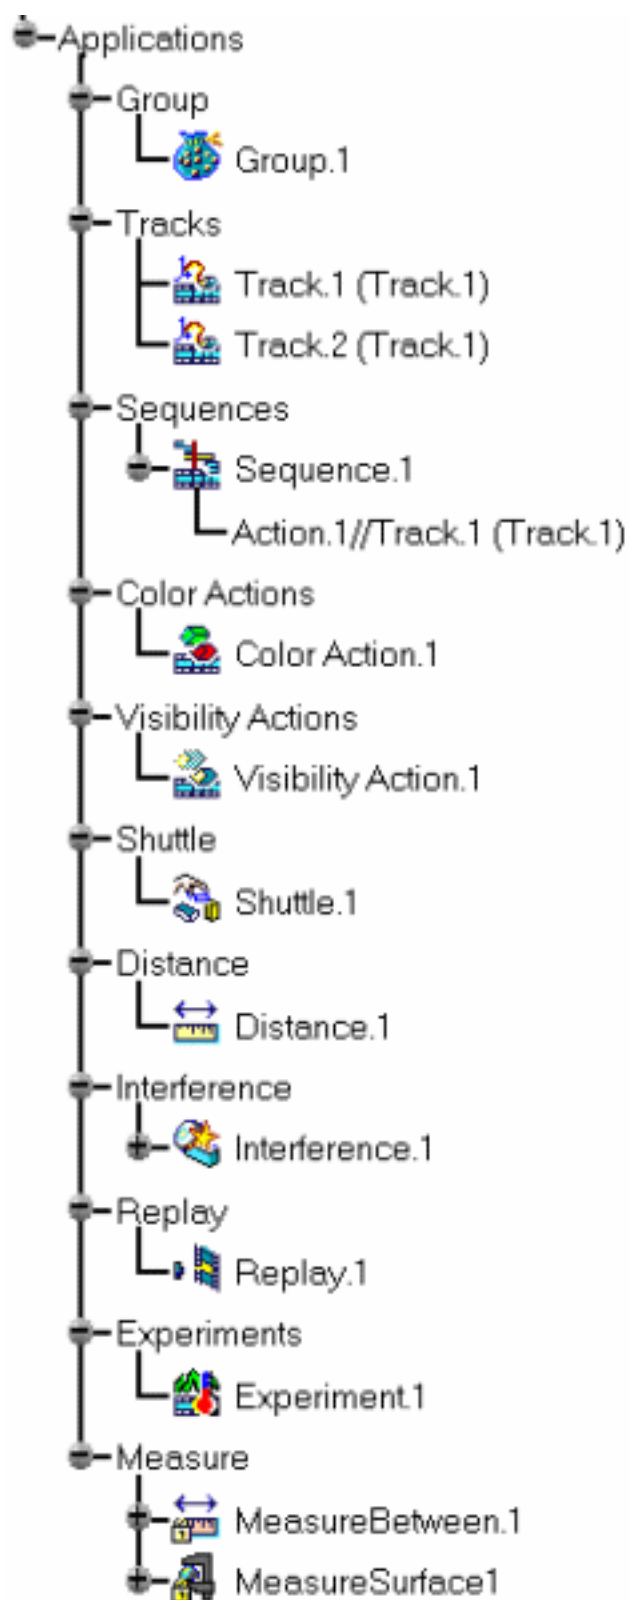 Applications
Group
Group.1
Tracks
Track.1 (Track.1)
Track.2 (Track.1)
Sequences
Sequence.1
Action.1//Track.1 (Track.1)
Color Actions
Color Action.1
Visibility Actions
Visibility Action.1
Shuttle
Shuttle.1
Distance
Distance.1
Interference
Interference.1
Replay
Replay.1
Experiments
Experiment.1
Measure
MeasureBetween.1
MeasureSurface1